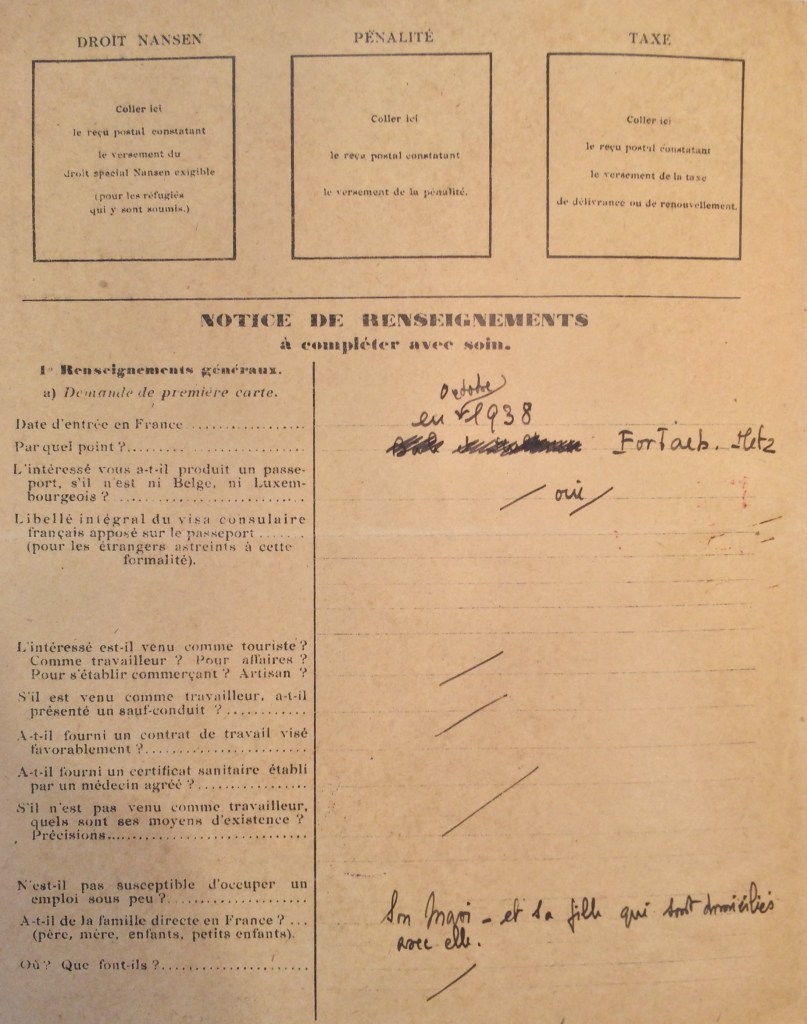 DROIT NANSEN
Coller ici
le reçu postal constatant
le versement du
droit special Nansen exigible
(pour les réfugiés
qui y sont soumis.)
PÉNALITÉ
Coller ici
le reçu postal constatant
le versement de la pénalité.
TAXE
Coller ici
le reçu postal constatant
le versement de la taxe
de délivrance ou de renouvellement.
NOTICE DE RENSEIGNEMENTS
à compléter avec soin.
1° Renseignements généraux.
a) Demande de première carte.
Octobre
Date d'entrée en France .................. en 1938
Par quel point ?........................... Metz
L'intéressé vous a-t-il produit un passe-
port, s'il n'est ni Belge, ni Luxem-
bourgeois ? ............................ / oui /
Libellé intégral du visa consulaire
français apposé sur le passeport .......
(pour les étrangers astreints à cette
formalité).
L'intéressé est-il venu comme touriste ?
Comme travailleur ? Pour affaires ?
Pour s'établir commerçant ? Artisan ?
S'il est venu comme travailleur, a-t-il
présenté un sauf-conduit ?............
A-t-il fourni un contrat de travail visé
favorablement ?........................
A-t-il fourni un certificat sanitaire établi
par un médecin agréé ?................
S'il n'est pas venu comme travailleur,
quels sont ses moyens d'existence ?
Précisions.............................
N'est-il pas susceptible d'occuper un
emploi sous peu ?.....................
A-t-il de la famille directe en France ? ... Son mari - et sa fille qui sont domiciliés
(père, mère, enfants, petits enfants). avec elle.
Où ? Que font-ils ?......................